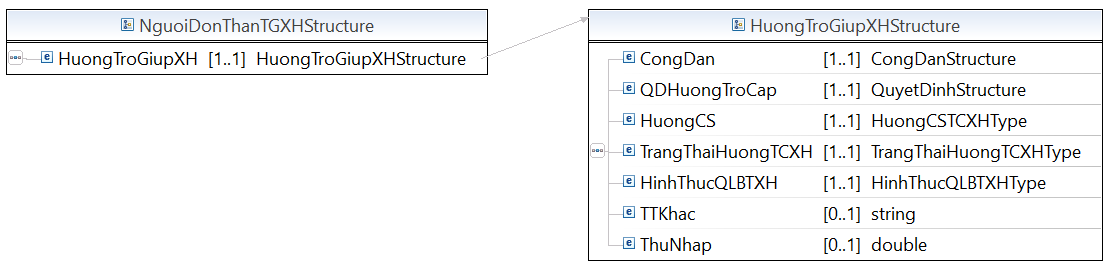 NguoiDonThanTGXHStructure
HuongTroGiupXH [1..1] HuongTroGiupXHStructure
HuongTroGiupXHStructure
CongDan [1..1] CongDanStructure
QDHuongTroCap [1..1] QuyetDinhStructure
HuongCS [1..1] HuongCSTCXHType
TrangThaiHuongTCXH [1..1] TrangThaiHuongTCXHType
HinhThucQLBTXH [1..1] HinhThucQLBTXHType
TTKhac [0..1] string
ThuNhap [0..1] double